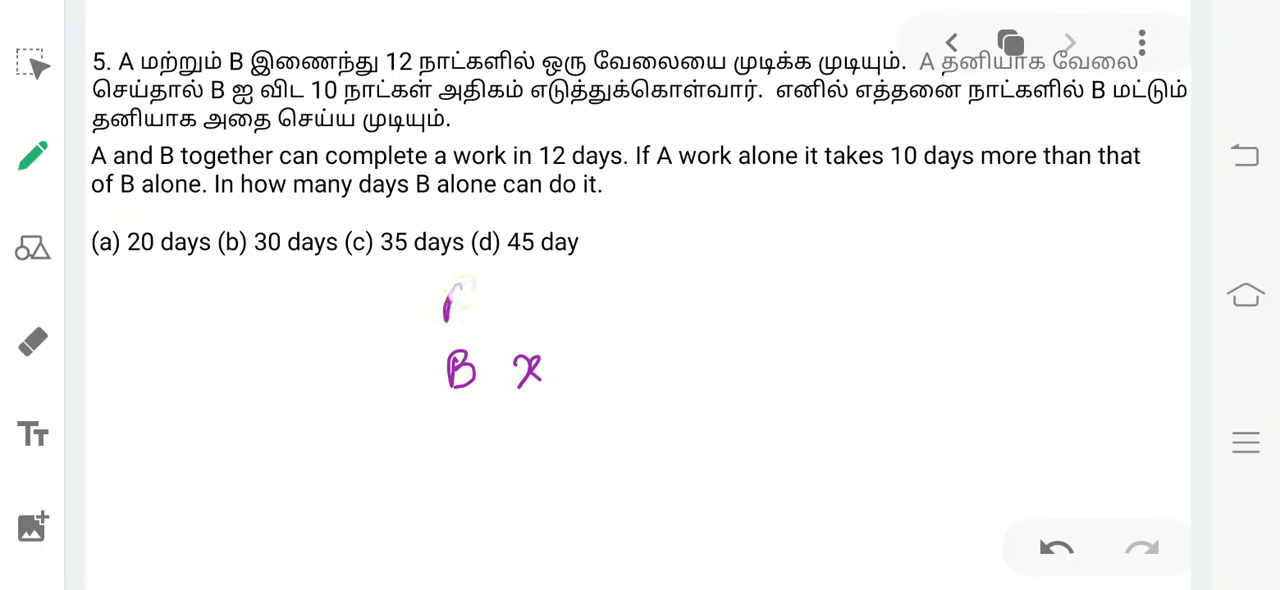 5. A மற்றும் B இணைந்து 12 நாட்களில் ஒரு வேலையை முடிக்க முடியும். A தனியாக வேலை
செய்தால் B ஐ விட 10 நாட்கள் அதிகம் எடுத்துக்கொள்வார். எனில் எத்தனை நாட்களில் B மட்டும்
தனியாக அதை செய்ய முடியும்.
A and B together can complete a work in 12 days. If A work alone it takes 10 days more than that
of B alone. In how many days B alone can do it.
(a) 20 days (b) 30 days (c) 35 days (d) 45 day
B x
TT